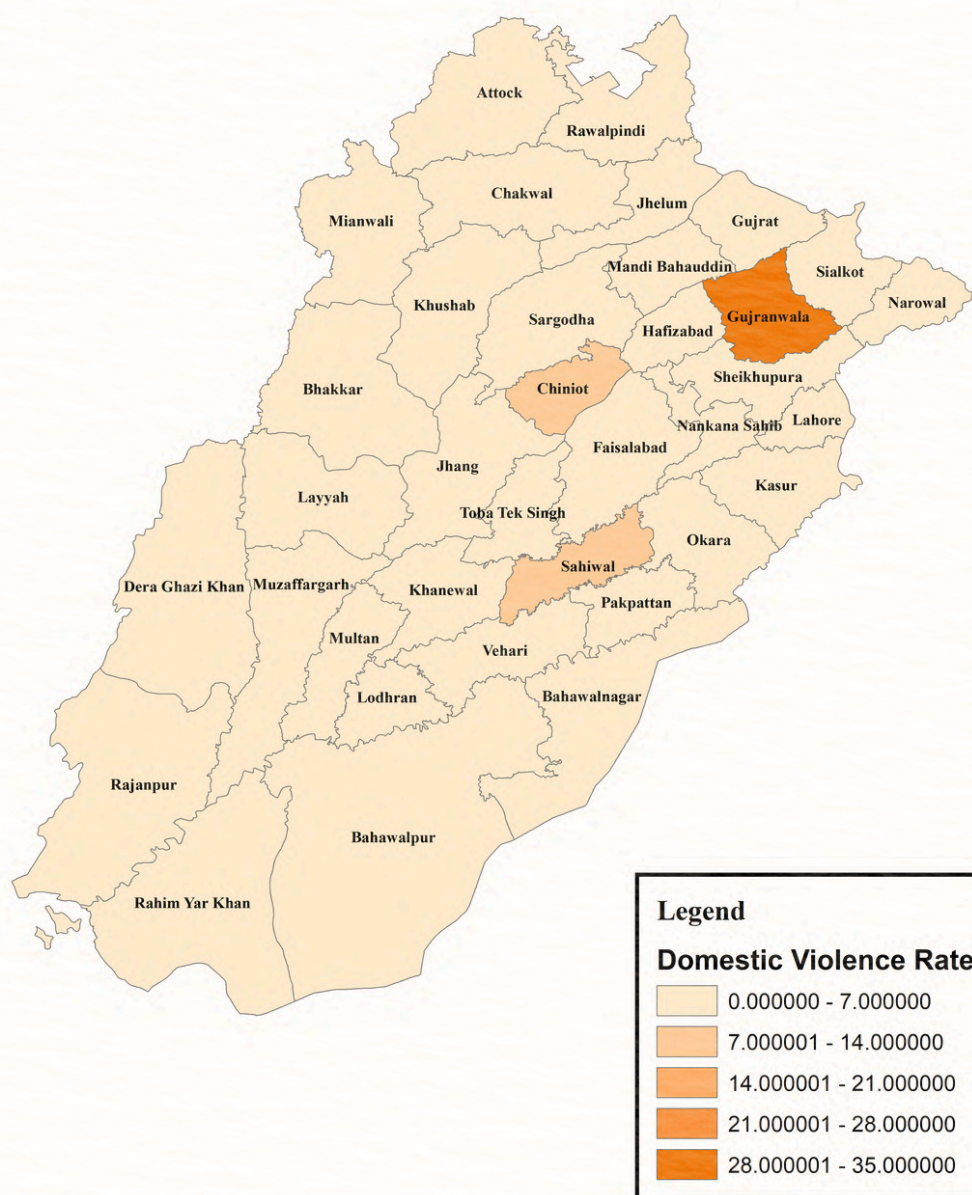 Attock
Rawalpindi
Chakwal
Jhelum
Mianwali
Gujrat
Mandi Bahauddin
Sialkot
Khushab
Narowal
Sargodha
Gujranwala
Hafizabad
Sheikhupura
Chiniot
Bhakkar
Lahore
Nankana Sahib
Faisalabad
Jhang
Kasur
Layyah
Toba Tek Singh
Okara
Sahiwal
Dera Ghazi Khan
Muzaffargarh
Khanewal
Pakpattan
Multan
Vehari
Lodhran
Bahawalnagar
Rajanpur
Bahawalpur
Rahim Yar Khan
Legend
Domestic Violence Rate
0.000000 - 7.000000
7.000001 - 14.000000
14.000001 - 21.000000
21.000001 - 28.000000
28.000001 - 35.000000